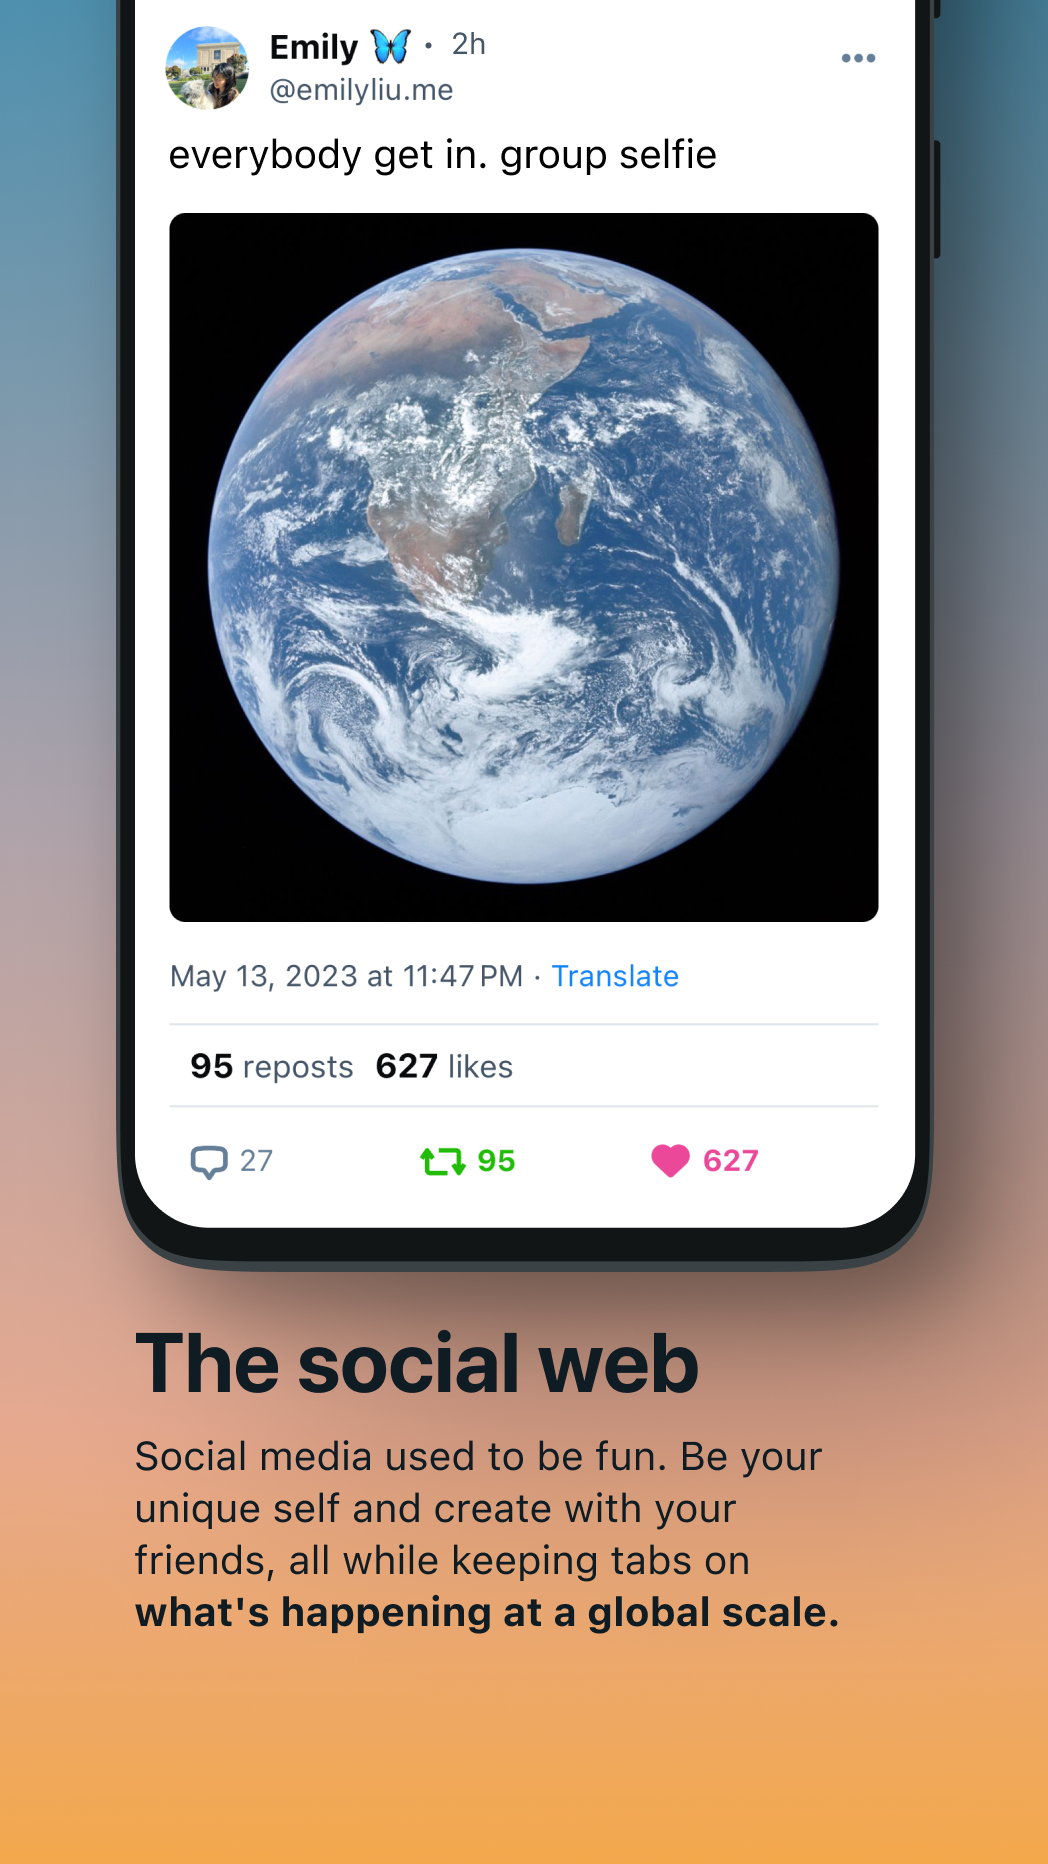 Emily 🦋 · 2h
@emilyliu.me
everybody get in. group selfie
May 13, 2023 at 11:47 PM · Translate
95 reposts 627 likes
27 95 627
The social web
Social media used to be fun. Be your
unique self and create with your
friends, all while keeping tabs on
what's happening at a global scale.